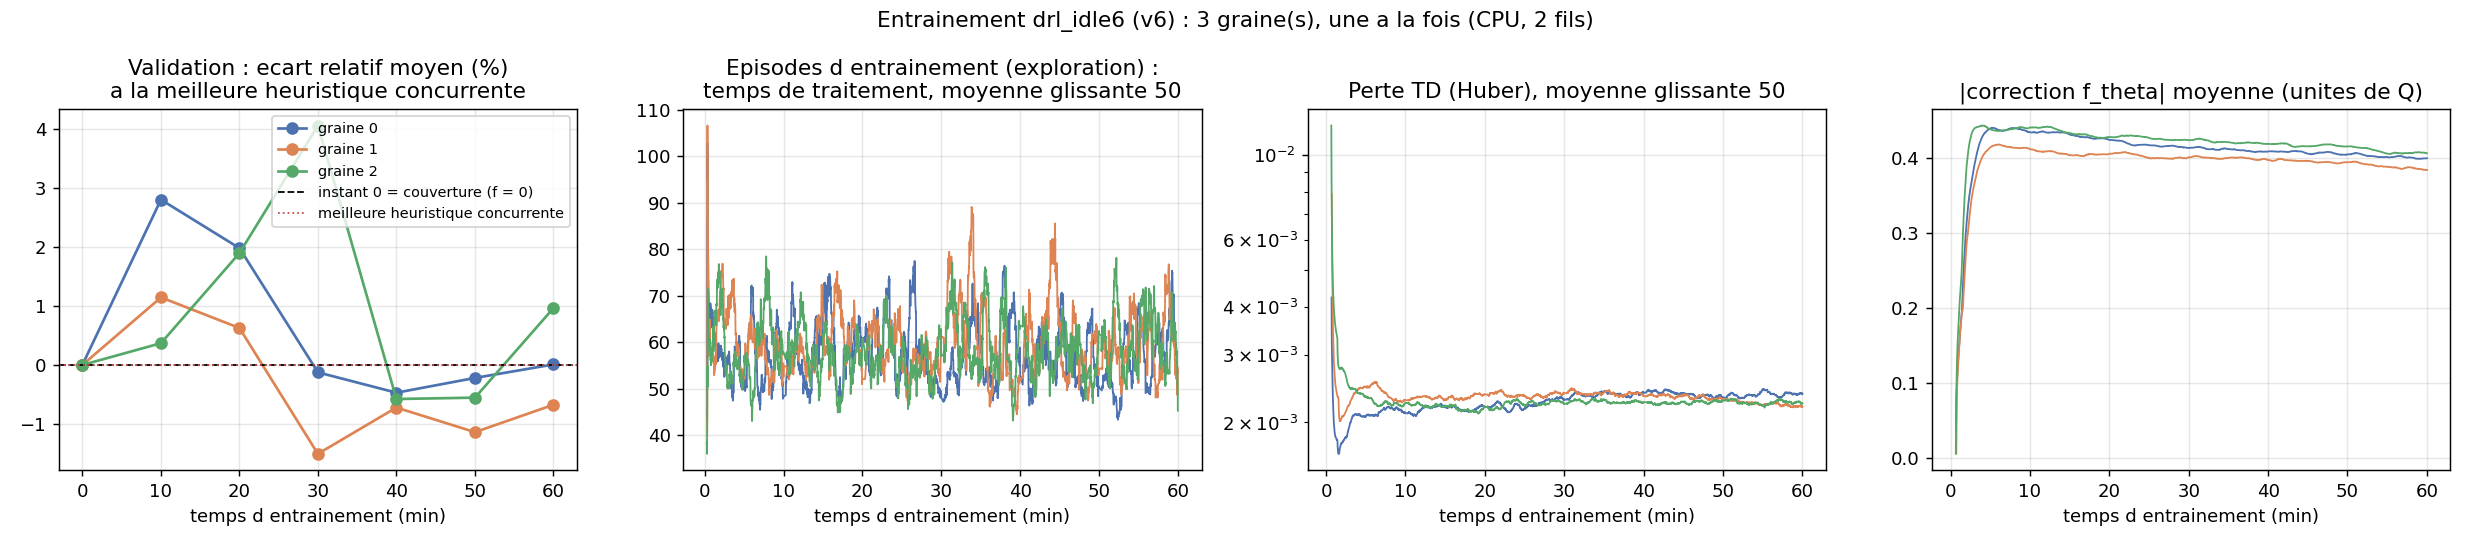 Entrainement drl_idle6 (v6) : 3 graine(s), une a la fois (CPU, 2 fils)
Validation : ecart relatif moyen (%)
a la meilleure heuristique concurrente
4
3
2
1
0
−1
graine 0
graine 1
graine 2
instant 0 = couverture (f = 0)
meilleure heuristique concurrente
0 10 20 30 40 50 60
temps d entrainement (min)
Episodes d entrainement (exploration) :
temps de traitement, moyenne glissante 50
110
100
90
80
70
60
50
40
0 10 20 30 40 50 60
temps d entrainement (min)
Perte TD (Huber), moyenne glissante 50
10⁻²
6 × 10⁻³
4 × 10⁻³
3 × 10⁻³
2 × 10⁻³
0 10 20 30 40 50 60
temps d entrainement (min)
|correction f_theta| moyenne (unites de Q)
0.4
0.3
0.2
0.1
0.0
0 10 20 30 40 50 60
temps d entrainement (min)